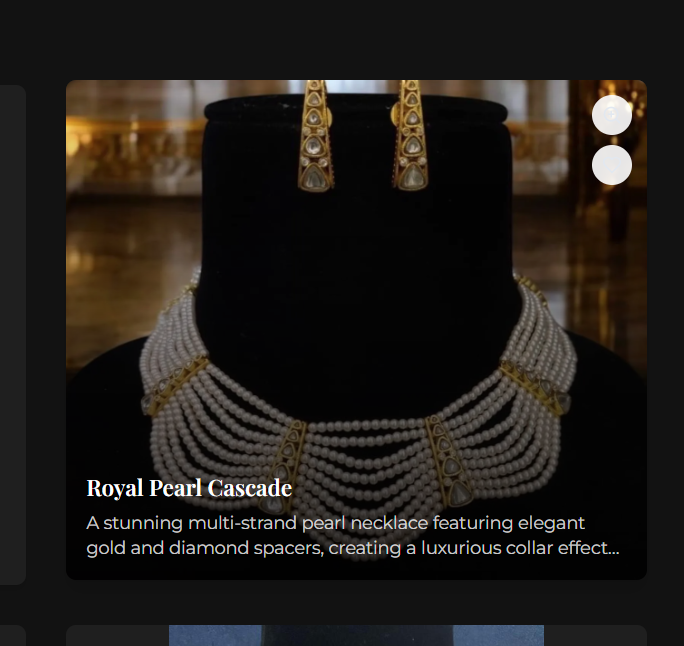 Royal Pearl Cascade
A stunning multi-strand pearl necklace featuring elegant
gold and diamond spacers, creating a luxurious collar effect...